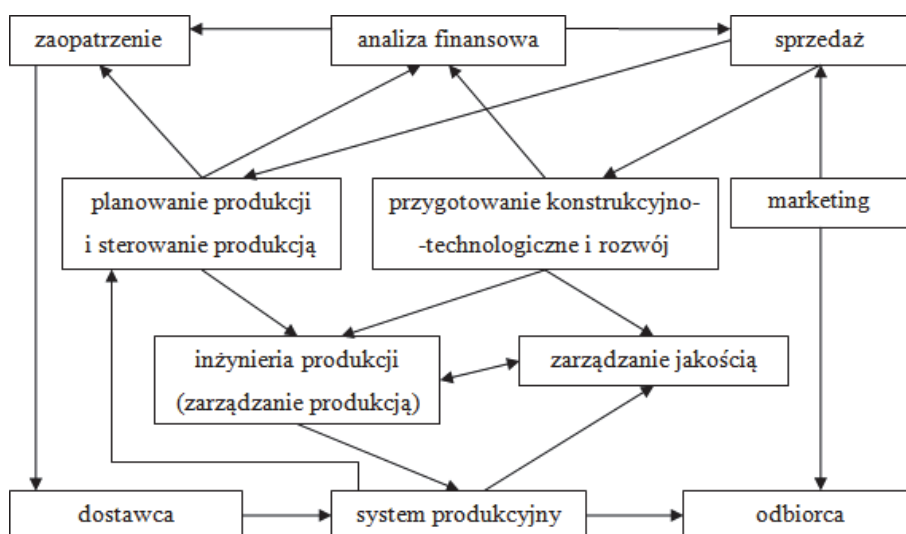 zaopatrzenie
analiza finansowa
sprzedaż
planowanie produkcji
i sterowanie produkcją
przygotowanie konstrukcyjno-
-technologiczne i rozwój
marketing
inżynieria produkcji
(zarządzanie produkcją)
zarządzanie jakością
dostawca
system produkcyjny
odbiorca